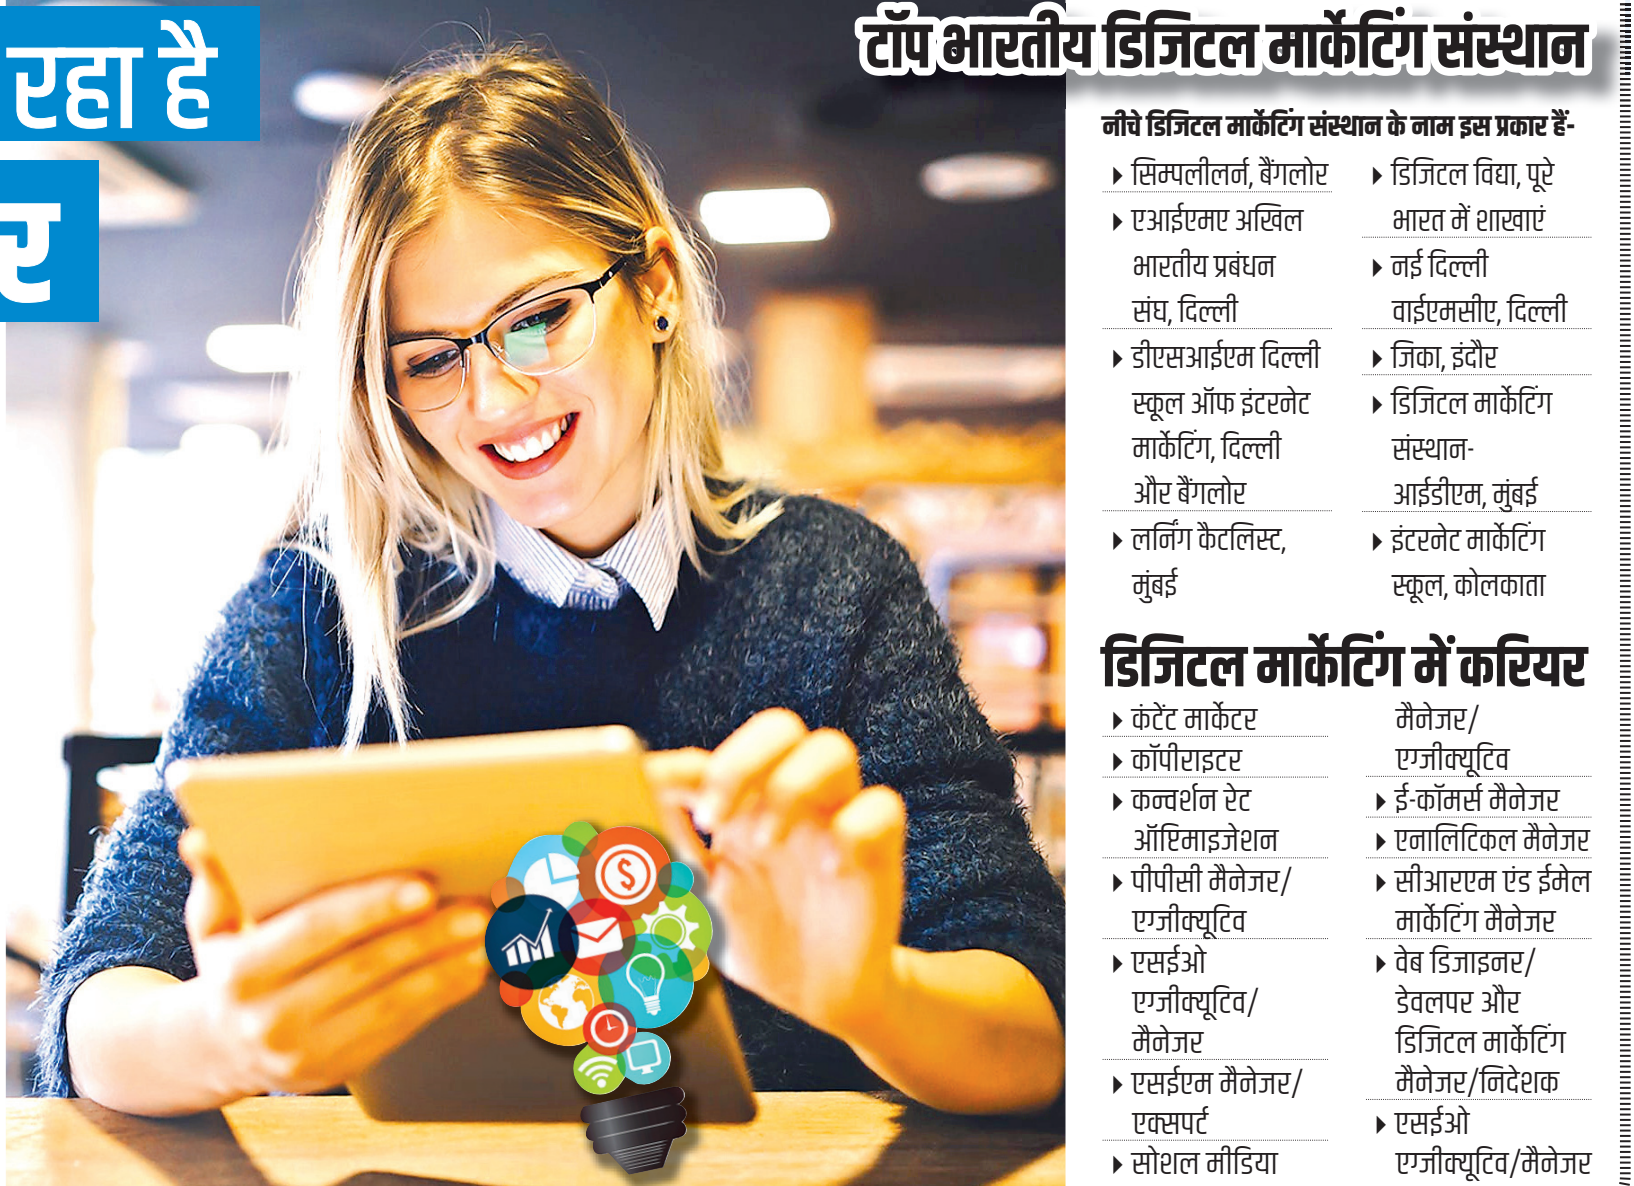 रहा है
र
टॉप भारतीय डिजिटल मार्केटिंग संस्थान
नीचे डिजिटल मार्केटिंग संस्थान के नाम इस प्रकार हैं-
सिम्पलीलर्न, बैंगलोर
एआईएमए अखिल
भारतीय प्रबंधन
संघ, दिल्ली
डीएसआईएम दिल्ली
स्कूल ऑफ इंटरनेट
मार्केटिंग, दिल्ली
और बैंगलोर
लर्निंग कैटलिस्ट,
मुंबई
डिजिटल विद्या, पूरे
भारत में शाखाएं
नई दिल्ली
वाईएमसीए, दिल्ली
जिका, इंदौर
डिजिटल मार्केटिंग
संस्थान-
आईडीएम, मुंबई
इंटरनेट मार्केटिंग
स्कूल, कोलकाता
डिजिटल मार्केटिंग में करियर
कंटेंट मार्केटर
कॉपीराइटर
कन्वर्शन रेट
ऑप्टिमाइजेशन
पीपीसी मैनेजर/
एग्जीक्यूटिव
एसईओ
एग्जीक्यूटिव/
मैनेजर
एसईएम मैनेजर/
एक्सपर्ट
सोशल मीडिया
मैनेजर/
एग्जीक्यूटिव
ई-कॉमर्स मैनेजर
एनालिटिकल मैनेजर
सीआरएम एंड ईमेल
मार्केटिंग मैनेजर
वेब डिजाइनर/
डेवलपर और
डिजिटल मार्केटिंग
मैनेजर/निदेशक
एसईओ
एग्जीक्यूटिव/मैनेजर